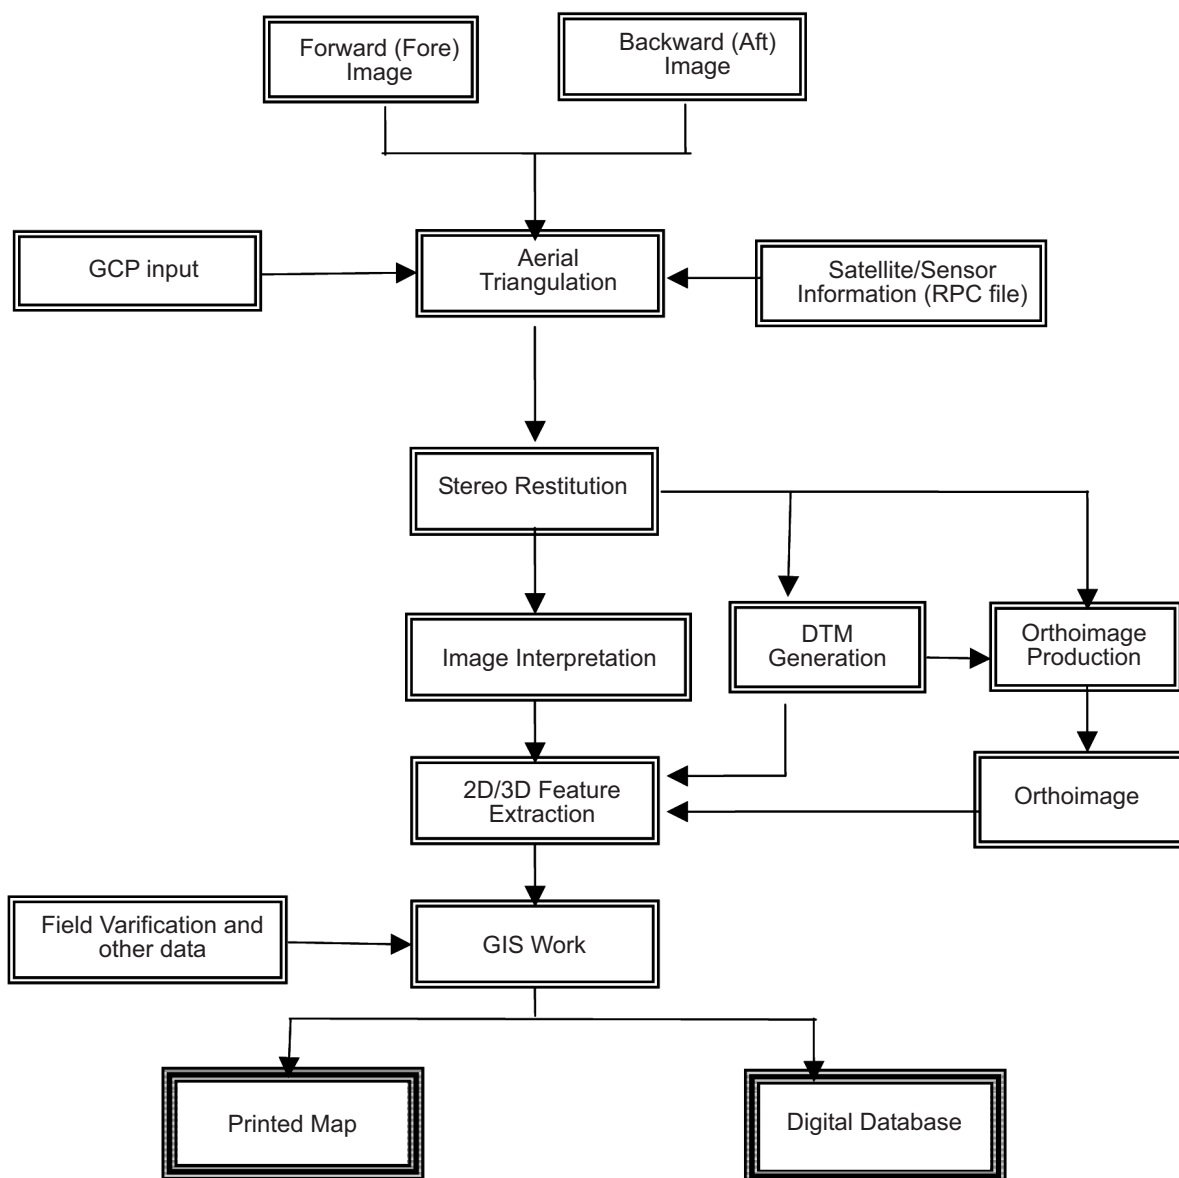 Forward (Fore)
Image
Backward (Aft)
Image
GCP input
Aerial
Triangulation
Satellite/Sensor
Information (RPC file)
Stereo Restitution
Image Interpretation
DTM
Generation
Orthoimage
Production
2D/3D Feature
Extraction
Orthoimage
Field Varification and
other data
GIS Work
Printed Map
Digital Database